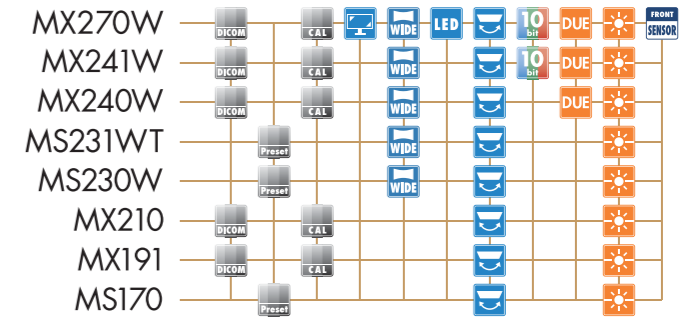 MX270W DICOM CAL WIDE LED 10 bit DUE FRONT SENSOR
MX241W DICOM CAL WIDE 10 bit DUE
MX240W DICOM CAL WIDE DUE
MS231WT Preset WIDE
MS230W Preset WIDE
MX210 DICOM CAL
MX191 DICOM CAL
MS170 Preset